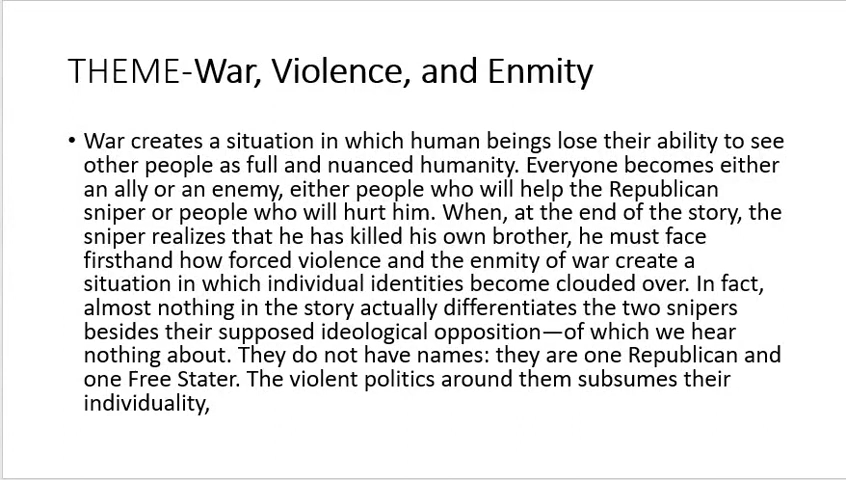 THEME-War, Violence, and Enmity
• War creates a situation in which human beings lose their ability to see
other people as full and nuanced humanity. Everyone becomes either
an ally or an enemy, either people who will help the Republican
sniper or people who will hurt him. When, at the end of the story, the
sniper realizes that he has killed his own brother, he must face
firsthand how forced violence and the enmity of war create a
situation in which individual identities become clouded over. In fact,
almost nothing in the story actually differentiates the two snipers
besides their supposed ideological opposition—of which we hear
nothing about. They do not have names: they are one Republican and
one Free Stater. The violent politics around them subsumes their
individuality,